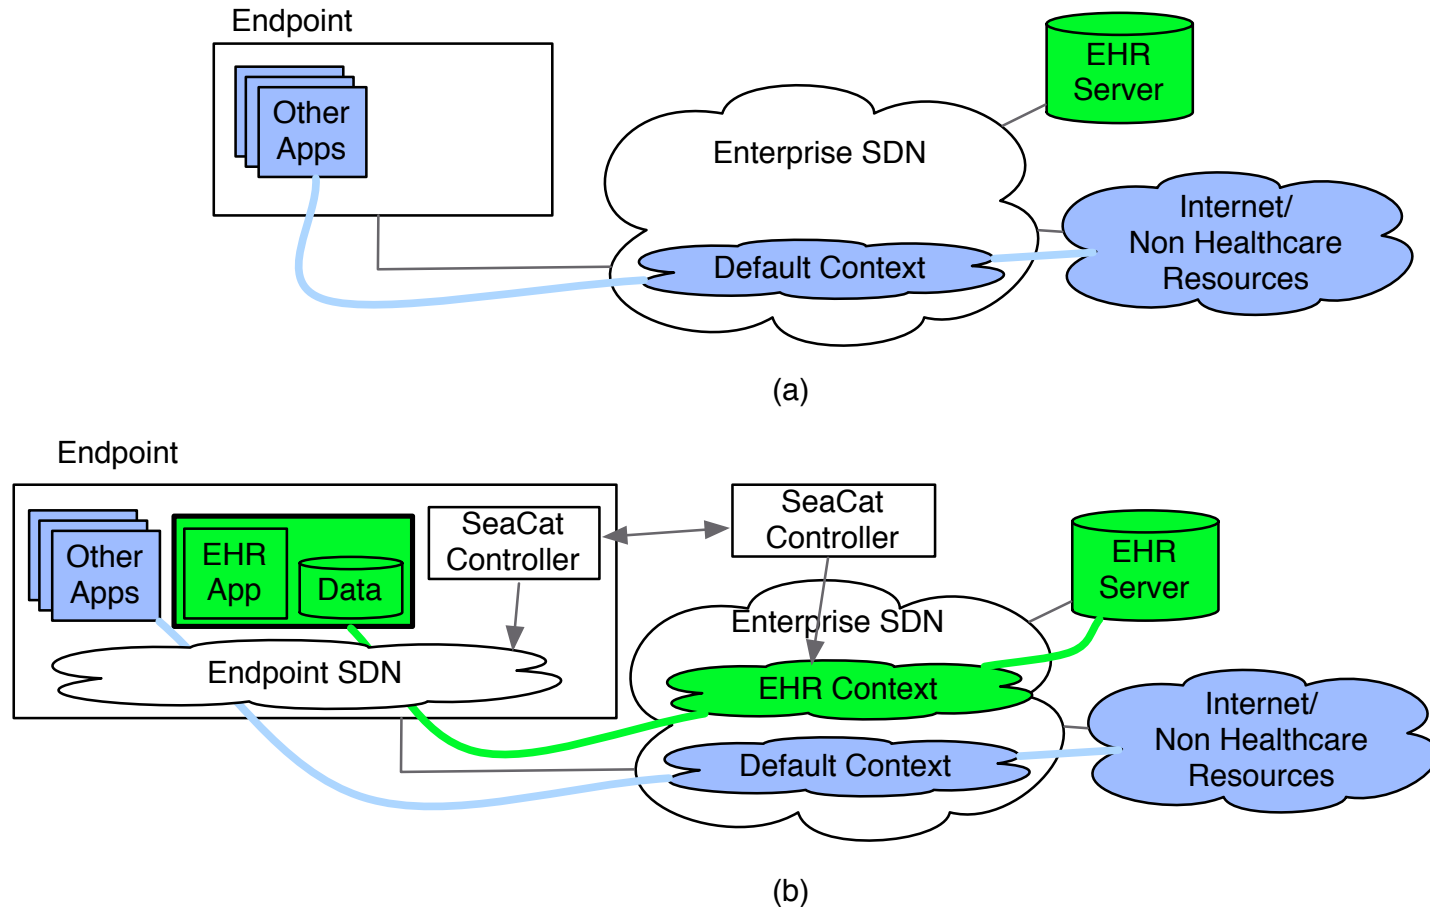 Endpoint
Other
Apps
Enterprise SDN
EHR
Server
Default Context
Internet/
Non Healthcare
Resources
(a)
Endpoint
Other
Apps
EHR
App
Data
SeaCat
Controller
SeaCat
Controller
EHR
Server
Endpoint SDN
Enterprise SDN
EHR Context
Default Context
Internet/
Non Healthcare
Resources
(b)